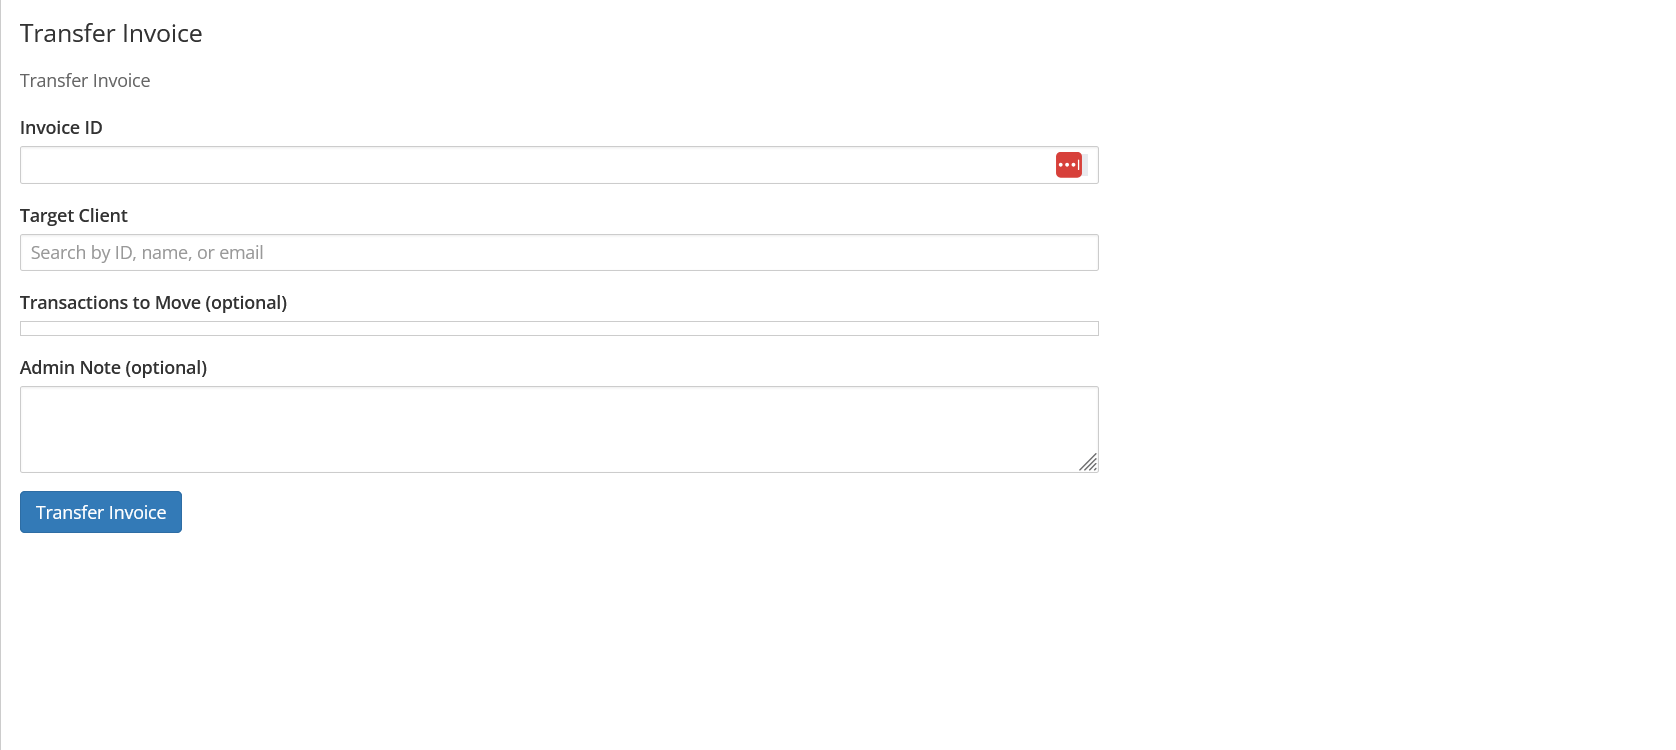 Transfer Invoice
Transfer Invoice
Invoice ID
Target Client
Search by ID, name, or email
Transactions to Move (optional)
Admin Note (optional)
Transfer Invoice